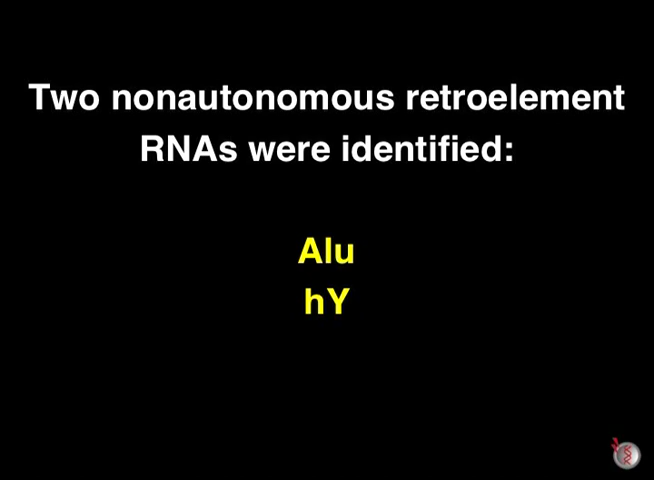 Two nonautonomous retroelement
RNAs were identified:
Alu
hY